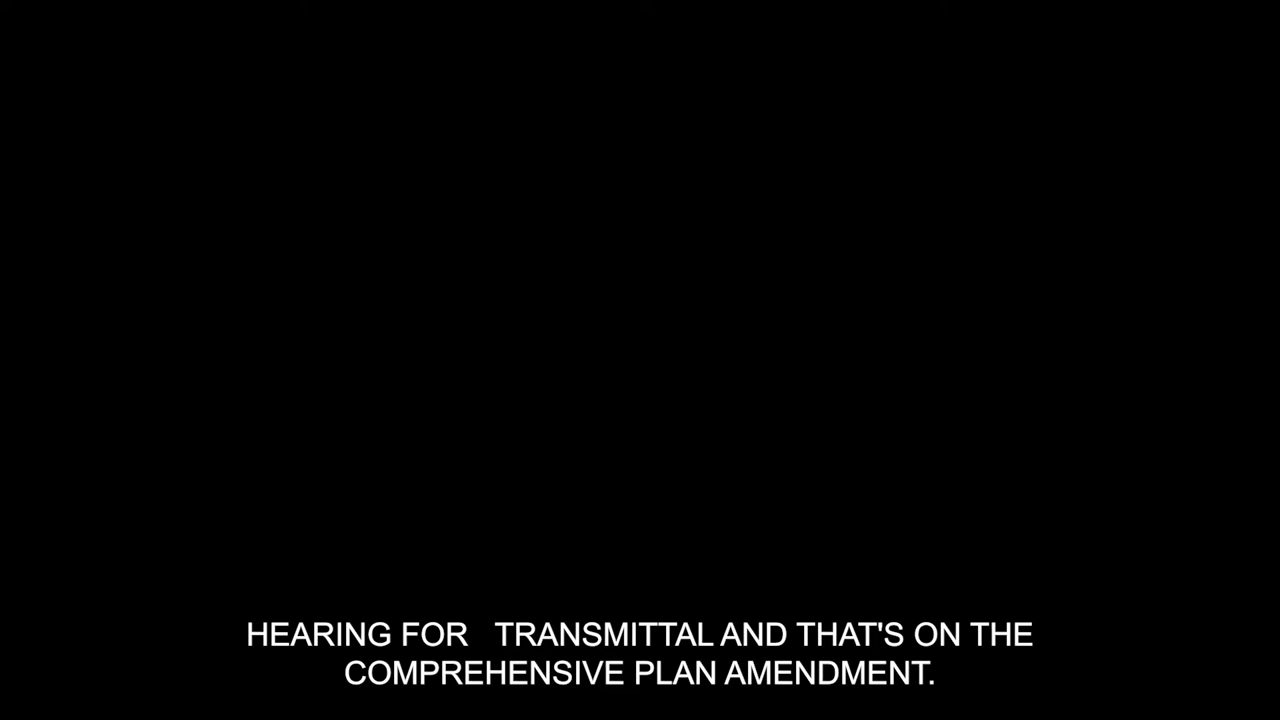 HEARING FOR   TRANSMITTAL AND THAT'S ON THE
COMPREHENSIVE PLAN AMENDMENT.